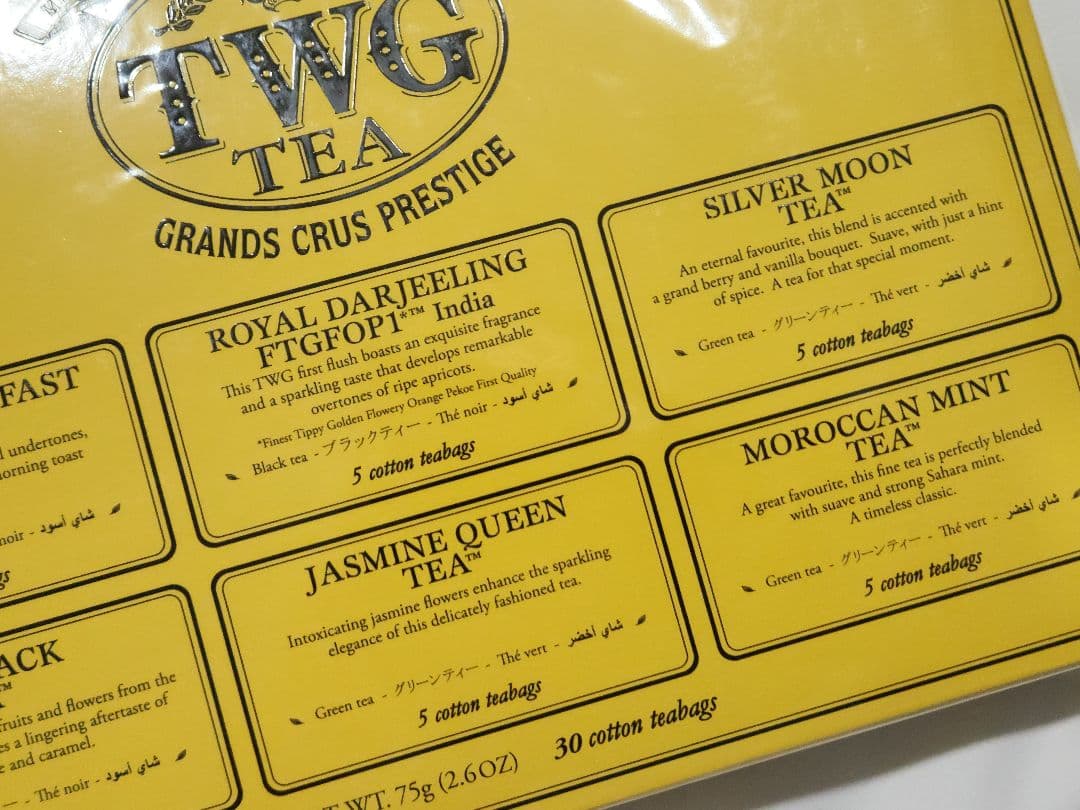 TWG
TEA
GRANDS CRUS PRESTIGE
FAST
undertones,
orning toast
noir - شاي أسود
ROYAL DARJEELING
FTGFOP1*™ India
This TWG first flush boasts an exquisite fragrance
and a sparkling taste that develops remarkable
overtones of ripe apricots.
*Finest Tippy Golden Flowery Orange Pekoe First Quality
Black tea - ブラックティー - Thé noir - شاي أسود
5 cotton teabags
SILVER MOON
TEA™
An eternal favourite, this blend is accented with
a grand berry and vanilla bouquet. Suave, with just a hint
of spice. A tea for that special moment.
Green tea - グリーンティー - Thé vert - شاي أخضر
5 cotton teabags
ACK
™
fruits and flowers from the
s a lingering aftertaste of
and caramel.
- Thé noir - شاي أسود
JASMINE QUEEN
TEA™
Intoxicating jasmine flowers enhance the sparkling
elegance of this delicately fashioned tea.
Green tea - グリーンティー - Thé vert - شاي أخضر
5 cotton teabags
MOROCCAN MINT
TEA™
A great favourite, this fine tea is perfectly blended
with suave and strong Sahara mint.
A timeless classic.
Green tea - グリーンティー - Thé vert - شاي أخضر
5 cotton teabags
WT. 75g (2.6OZ)
30 cotton teabags